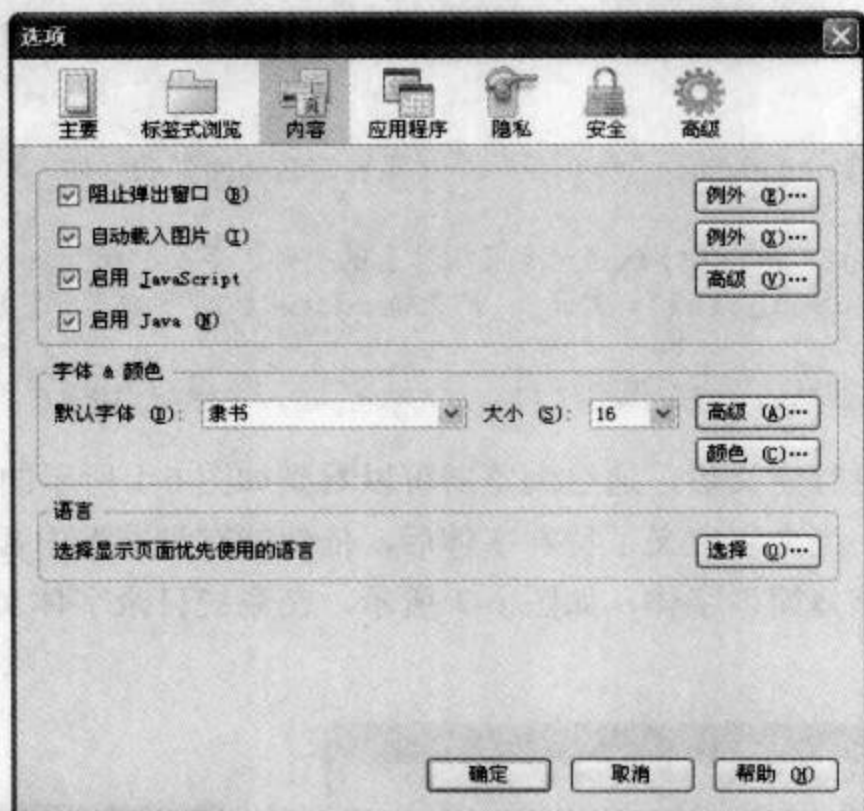 选项
主要 标签式浏览 内容 应用程序 隐私 安全 高级
阻止弹出窗口 (B) 例外 (E)...
自动载入图片 (I) 例外 (X)...
启用 JavaScript 高级 (V)...
启用 Java (N)
字体 & 颜色
默认字体 (D): 隶书 大小 (S): 16 高级 (A)...
颜色 (C)...
语言
选择显示页面优先使用的语言 选择 (O)...
确定 取消 帮助 (H)